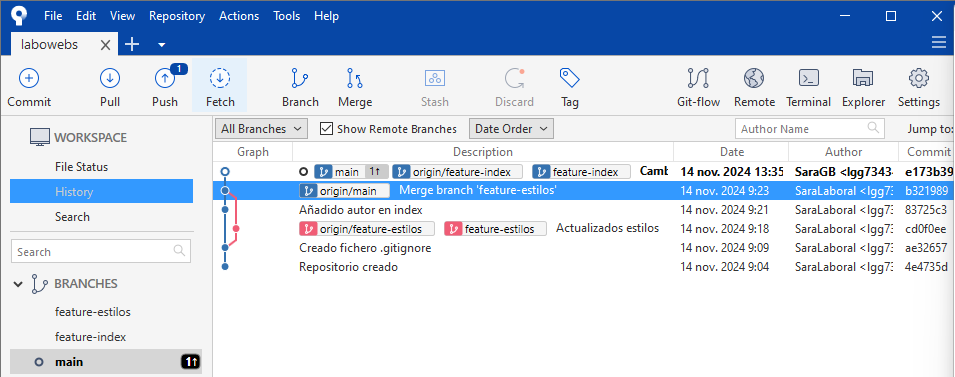 File Edit View Repository Actions Tools Help
labowebs
1
Commit Pull Push Fetch Branch Merge Stash Discard Tag Git-flow Remote Terminal Explorer Settings
WORKSPACE
File Status
History
Search
Search
BRANCHES
feature-estilos
feature-index
main 1↑
All Branches Show Remote Branches Date Order Author Name Jump to:
Graph Description Date Author Commit
main 1↑ origin/feature-index feature-index Camb 14 nov. 2024 13:35 SaraGB <lgg7343- e173b39
origin/main Merge branch 'feature-estilos' 14 nov. 2024 9:23 SaraLaboral <lgg73 b321989
Añadido autor en index 14 nov. 2024 9:21 SaraLaboral <lgg73 83725c3
origin/feature-estilos feature-estilos Actualizados estilos 14 nov. 2024 9:18 SaraLaboral <lgg73 cd0f0ee
Creado fichero .gitignore 14 nov. 2024 9:09 SaraLaboral <lgg73 ae32657
Repositorio creado 14 nov. 2024 9:04 SaraLaboral <lgg73 4e4735d